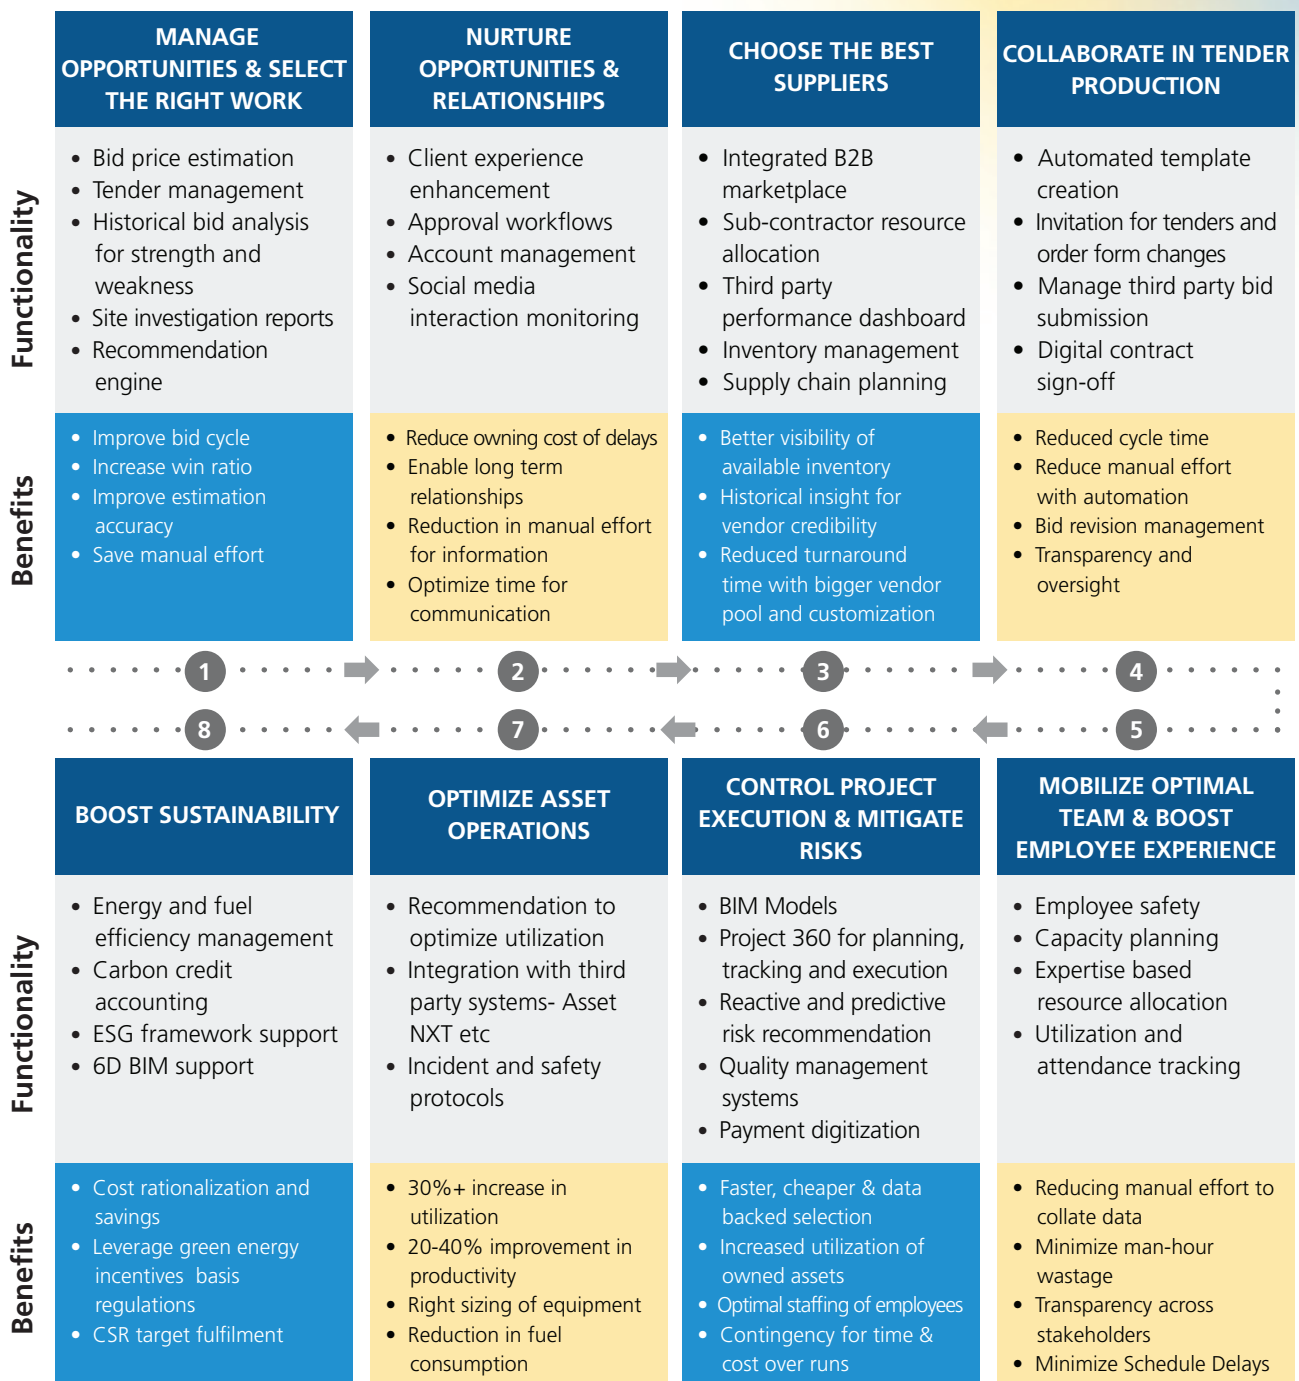 MANAGE
OPPORTUNITIES & SELECT
THE RIGHT WORK
NURTURE
OPPORTUNITIES &
RELATIONSHIPS
CHOOSE THE BEST
SUPPLIERS
COLLABORATE IN TENDER
PRODUCTION
Functionality
• Bid price estimation
• Tender management
• Historical bid analysis
for strength and
weakness
• Site investigation reports
• Recommendation
engine
• Client experience
enhancement
• Approval workflows
• Account management
• Social media
interaction monitoring
• Integrated B2B
marketplace
• Sub-contractor resource
allocation
• Third party
performance dashboard
• Inventory management
• Supply chain planning
• Automated template
creation
• Invitation for tenders and
order form changes
• Manage third party bid
submission
• Digital contract
sign-off
Benefits
• Improve bid cycle
• Increase win ratio
• Improve estimation
accuracy
• Save manual effort
• Reduce owning cost of delays
• Enable long term
relationships
• Reduction in manual effort
for information
• Optimize time for
communication
• Better visibility of
available inventory
• Historical insight for
vendor credibility
• Reduced turnaround
time with bigger vendor
pool and customization
• Reduced cycle time
• Reduce manual effort
with automation
• Bid revision management
• Transparency and
oversight
1
2
3
4
8
7
6
5
BOOST SUSTAINABILITY
OPTIMIZE ASSET
OPERATIONS
CONTROL PROJECT
EXECUTION & MITIGATE
RISKS
MOBILIZE OPTIMAL
TEAM & BOOST
EMPLOYEE EXPERIENCE
Functionality
• Energy and fuel
efficiency management
• Carbon credit
accounting
• ESG framework support
• 6D BIM support
• Recommendation to
optimize utilization
• Integration with third
party systems- Asset
NXT etc
• Incident and safety
protocols
• BIM Models
• Project 360 for planning,
tracking and execution
• Reactive and predictive
risk recommendation
• Quality management
systems
• Payment digitization
• Employee safety
• Capacity planning
• Expertise based
resource allocation
• Utilization and
attendance tracking
Benefits
• Cost rationalization and
savings
• Leverage green energy
incentives  basis
regulations
• CSR target fulfilment
• 30%+ increase in
utilization
• 20-40% improvement in
productivity
• Right sizing of equipment
• Reduction in fuel
consumption
• Faster, cheaper & data
backed selection
• Increased utilization of
owned assets
• Optimal staffing of employees
• Contingency for time &
cost over runs
• Reducing manual effort to
collate data
• Minimize man-hour
wastage
• Transparency across
stakeholders
• Minimize Schedule Delays